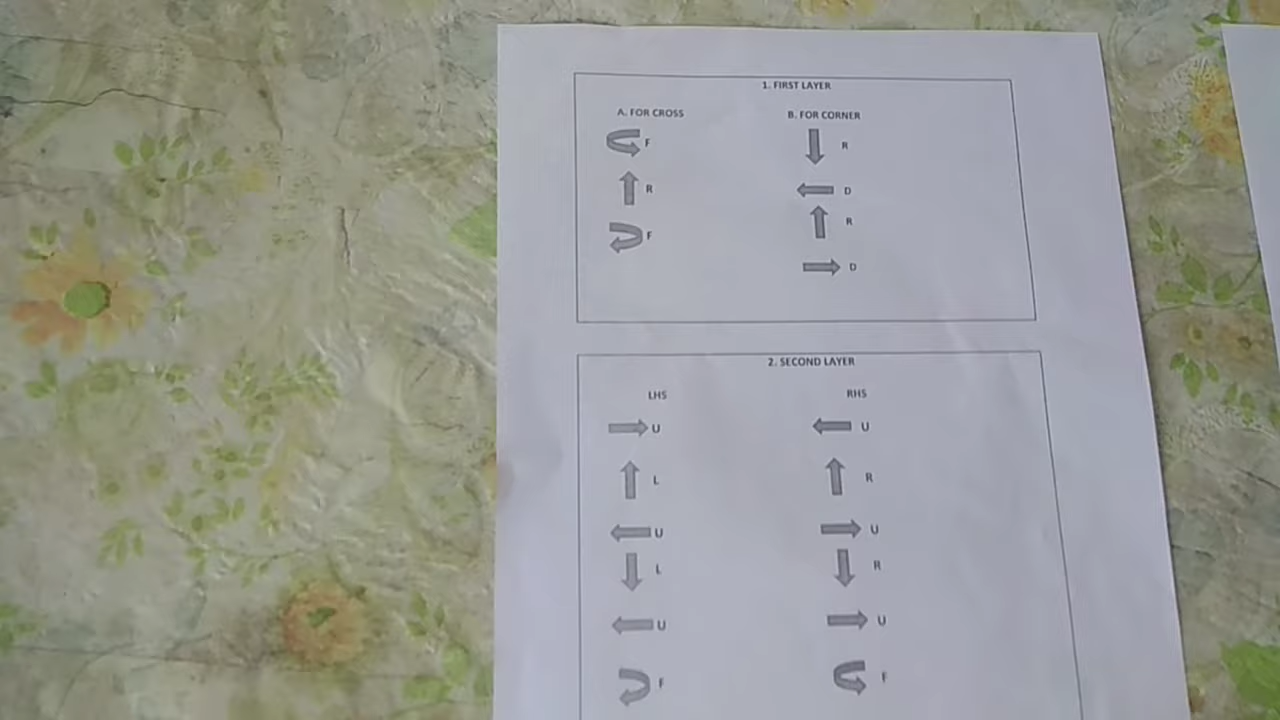 1. FIRST LAYER
A. FOR CROSS
F
R
F
B. FOR CORNER
R
D
R
D
2. SECOND LAYER
LHS
U
L
U
L
U
F
RHS
U
R
U
R
U
F